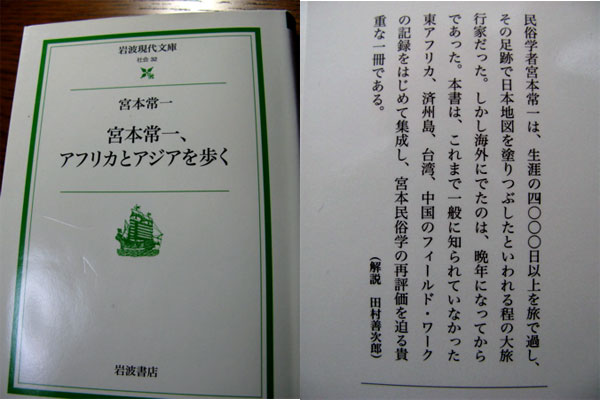 岩波現代文庫
社会 32
宮本常一
宮本常一、
アフリカとアジアを歩く
岩波書店
民俗学者宮本常一は、生涯の四〇〇〇日以上を旅で過し、
その足跡で日本地図を塗りつぶしたといわれる程の大旅
行家だった。しかし海外にでたのは、晩年になってから
であった。本書は、これまで一般に知られていなかった
東アフリカ、済州島、台湾、中国のフィールド・ワーク
の記録をはじめて集成し、宮本民俗学の再評価を迫る貴
重な一冊である。
（解説　田村善次郎）